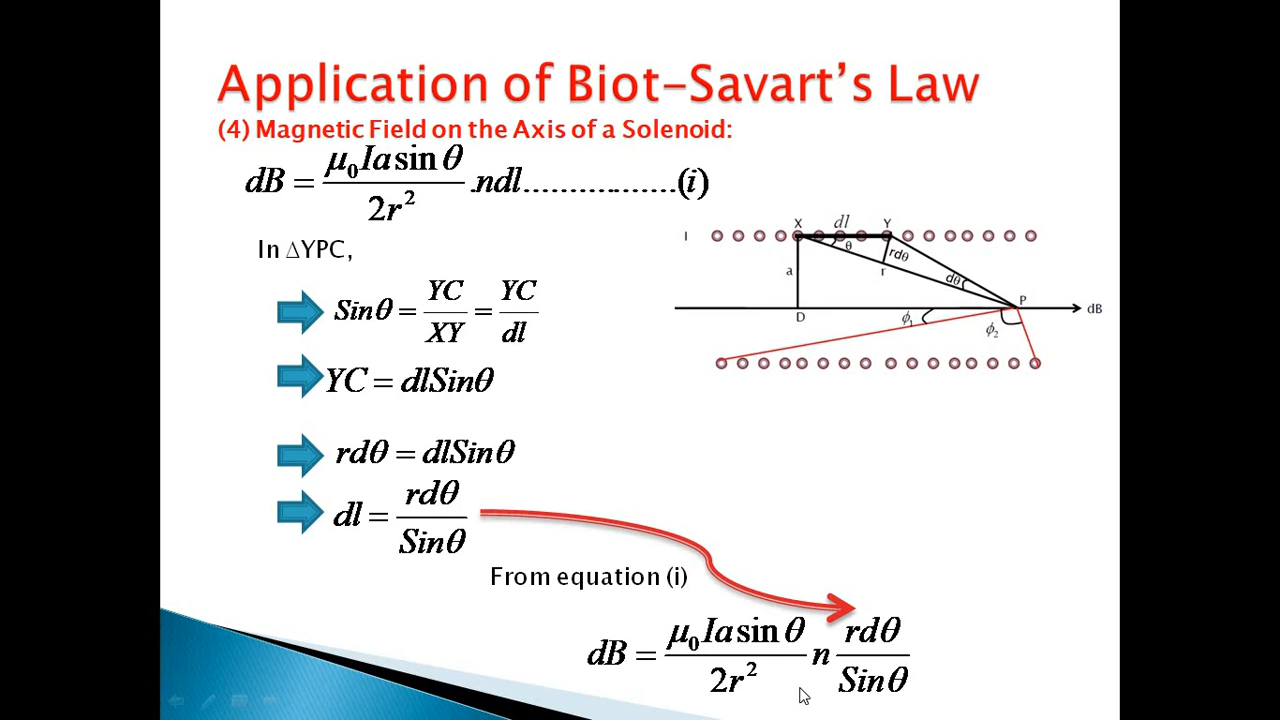 Application of Biot-Savart's Law
(4) Magnetic Field on the Axis of a Solenoid:
dB = μ₀Ia sin θ / 2r² .ndl..................(i)
In ΔYPC,
Sinθ = YC / XY = YC / dl
YC = dlSinθ
rdθ = dlSinθ
dl = rdθ / Sinθ
From equation (i)
dB = μ₀Ia sin θ / 2r² n rdθ / Sinθ
X dl Y
I
θ rdθ
a r dθ
P
D ϕ₁ dB
ϕ₂